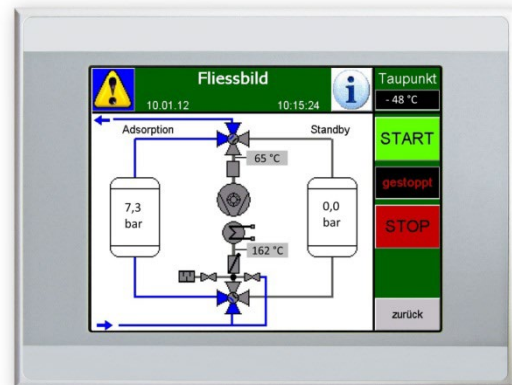 Fliessbild
10.01.12 10:15:24
Taupunkt
- 48 °C
Adsorption
Standby
START
65 °C
gestoppt
7,3
bar
0,0
bar
STOP
162 °C
zurück